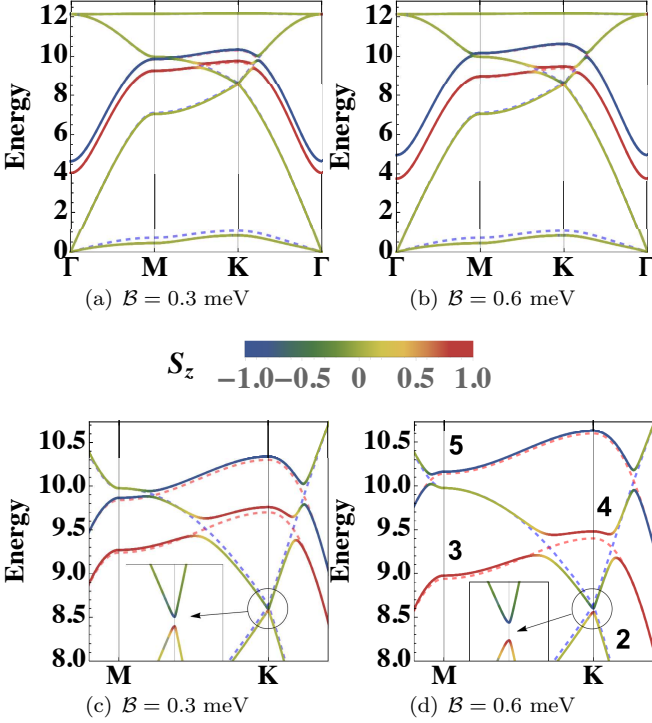 12
10
8
6
4
2
0
Energy
Γ M K Γ
(a) B = 0.3 meV
12
10
8
6
4
2
0
Energy
Γ M K Γ
(b) B = 0.6 meV
S_z
−1.0 −0.5 0 0.5 1.0
10.5
10.0
9.5
9.0
8.5
8.0
Energy
M K
(c) B = 0.3 meV
10.5
10.0
9.5
9.0
8.5
8.0
Energy
5
4
3
2
M K
(d) B = 0.6 meV